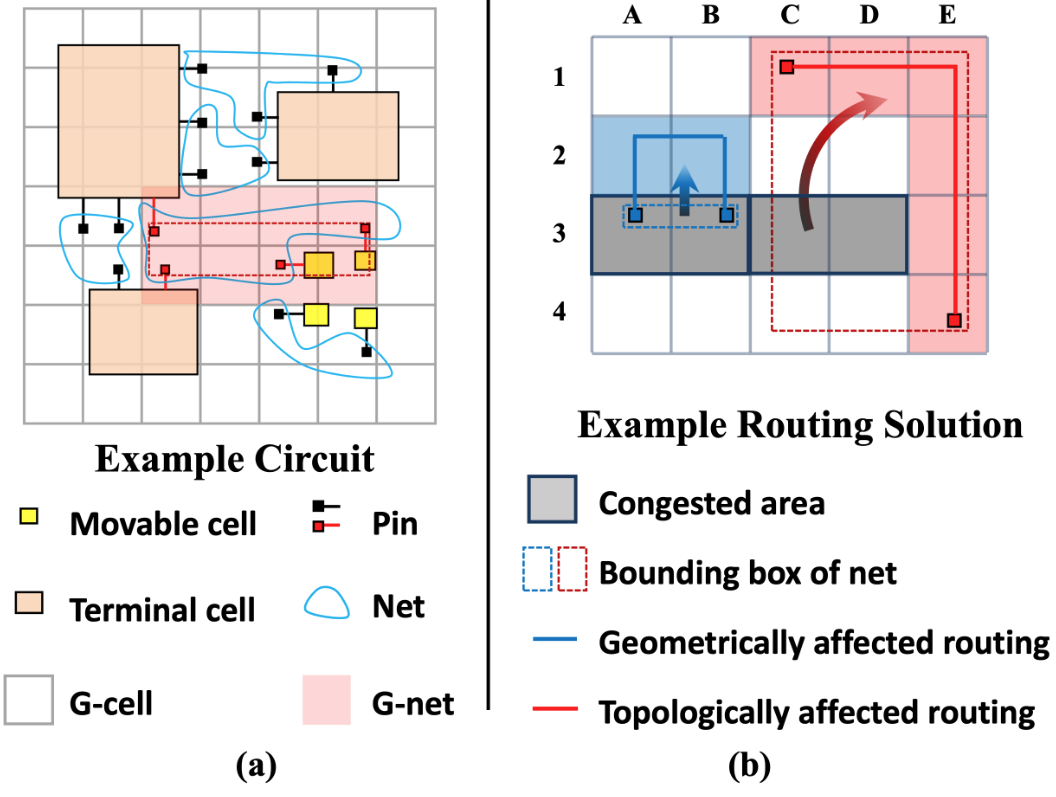 A B C D E
1
2
3
4
Example Circuit
Movable cell
Pin
Terminal cell
Net
G-cell
G-net
(a)
Example Routing Solution
Congested area
Bounding box of net
Geometrically affected routing
Topologically affected routing
(b)